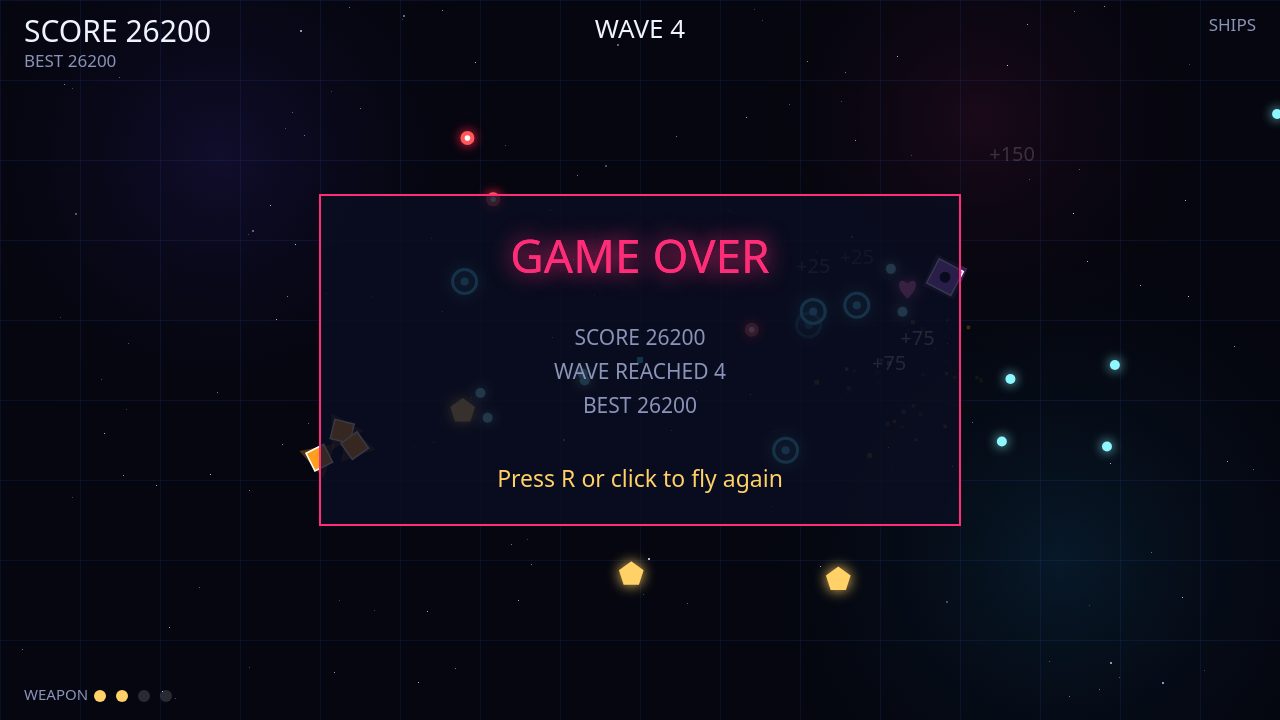 SCORE 26200
BEST 26200
WAVE 4
SHIPS
+150
GAME OVER
+25
+25
SCORE 26200
+75
WAVE REACHED 4
+75
BEST 26200
Press R or click to fly again
WEAPON